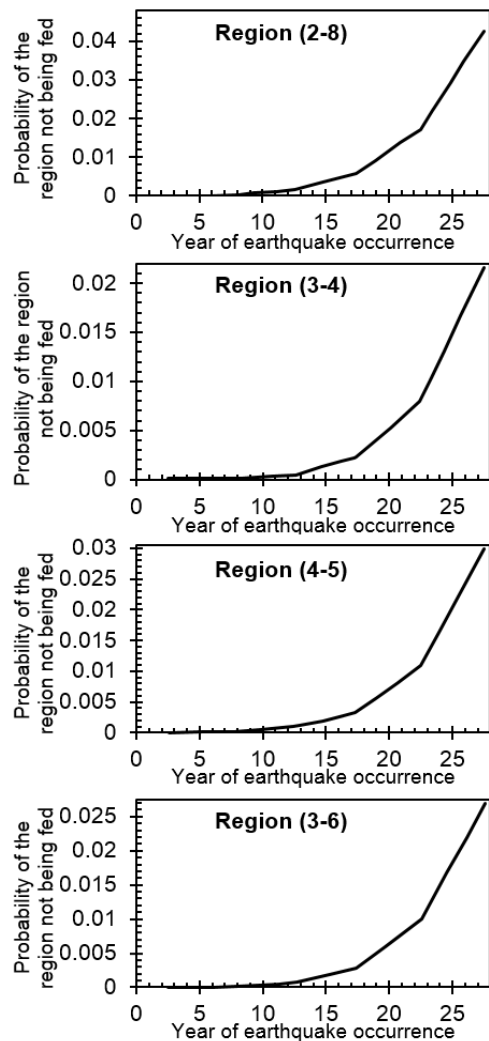 Probability of the
region not being fed
Region (2-8)
0.04
0.03
0.02
0.01
0
0 5 10 15 20 25
Year of earthquake occurrence
Probability of the region
not being fed
Region (3-4)
0.02
0.015
0.01
0.005
0
0 5 10 15 20 25
Year of earthquake occurrence
Probability of the
region not being fed
Region (4-5)
0.03
0.025
0.02
0.015
0.01
0.005
0
0 5 10 15 20 25
Year of earthquake occurrence
Probability of the
region not being fed
Region (3-6)
0.025
0.02
0.015
0.01
0.005
0
0 5 10 15 20 25
Year of earthquake occurrence